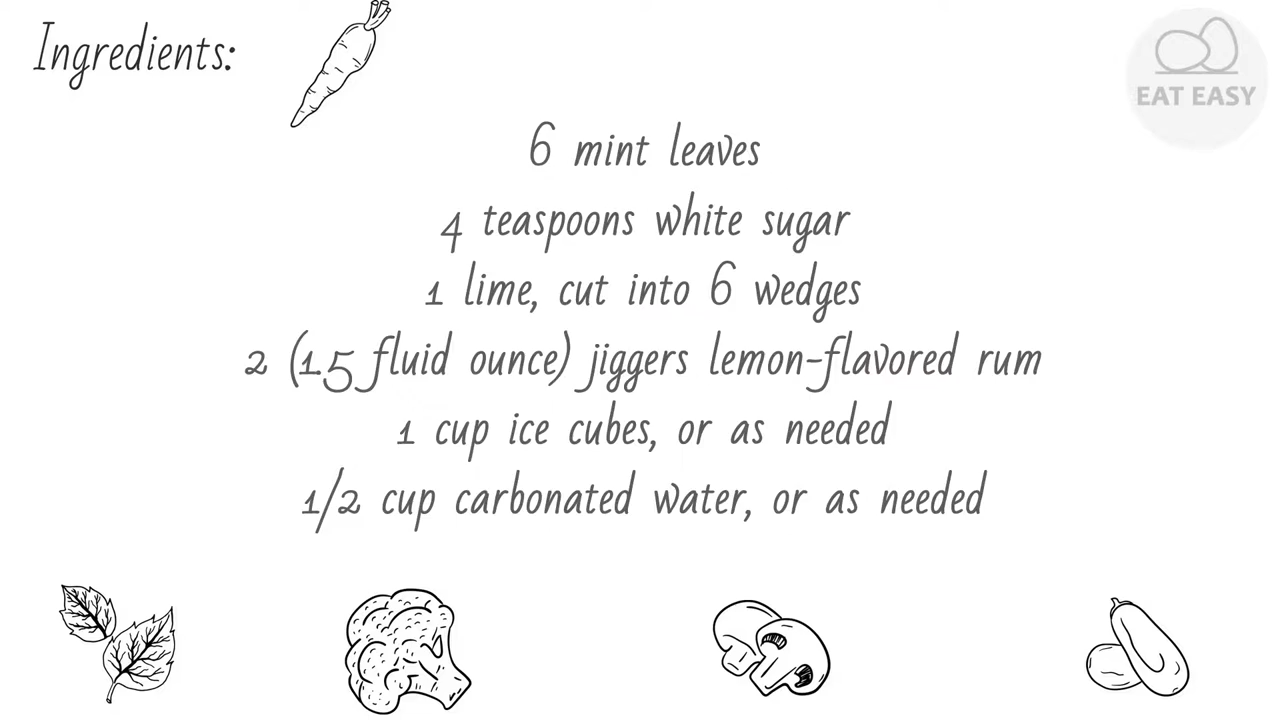 Ingredients:
EAT EASY
6 mint leaves
4 teaspoons white sugar
1 lime, cut into 6 wedges
2 (1.5 fluid ounce) jiggers lemon-flavored rum
1 cup ice cubes, or as needed
1/2 cup carbonated water, or as needed